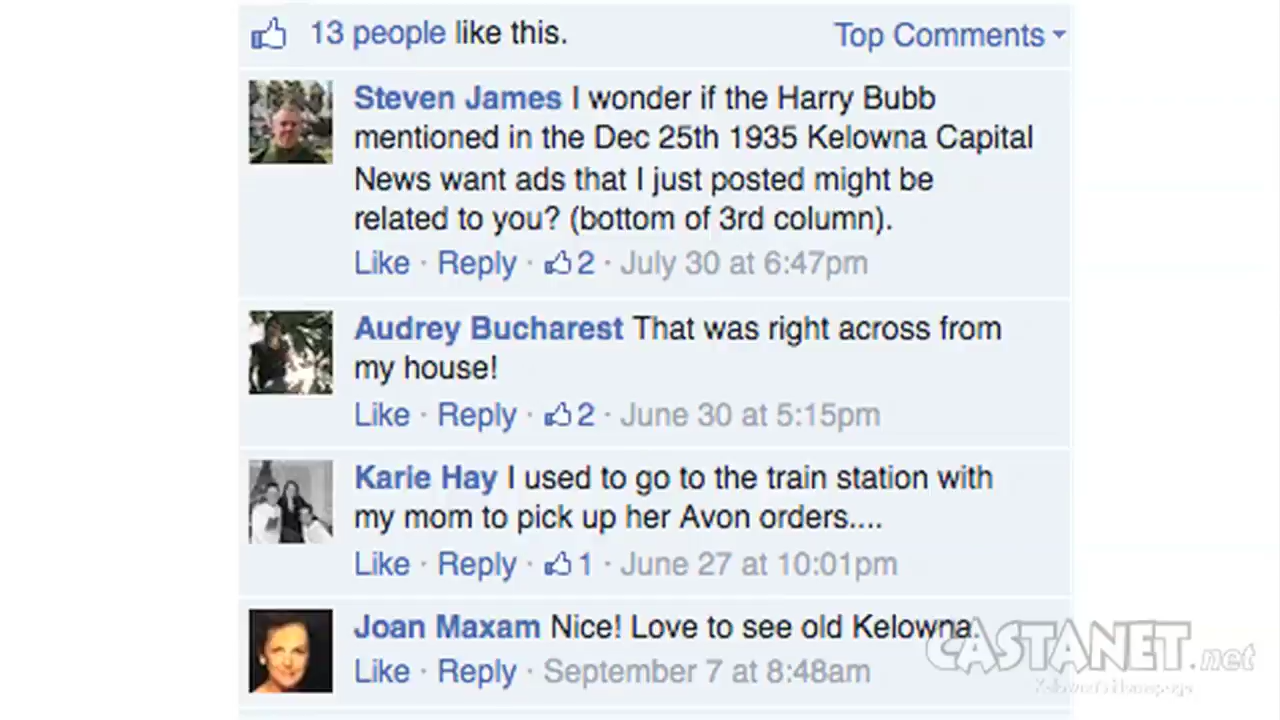 13 people like this.
Top Comments
Steven James I wonder if the Harry Bubb
mentioned in the Dec 25th 1935 Kelowna Capital
News want ads that I just posted might be
related to you? (bottom of 3rd column).
Like · Reply · 2 · July 30 at 6:47pm
Audrey Bucharest That was right across from
my house!
Like · Reply · 2 · June 30 at 5:15pm
Karie Hay I used to go to the train station with
my mom to pick up her Avon orders....
Like · Reply · 1 · June 27 at 10:01pm
Joan Maxam Nice! Love to see old Kelowna.
Like · Reply · September 7 at 8:48am
CASTANET.net
Kelowna's Homepage